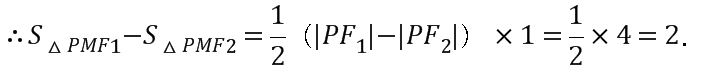 ∴S△PMF1−S△PMF2=1/2 (|PF1|−|PF2|) ×1=1/2×4=2.